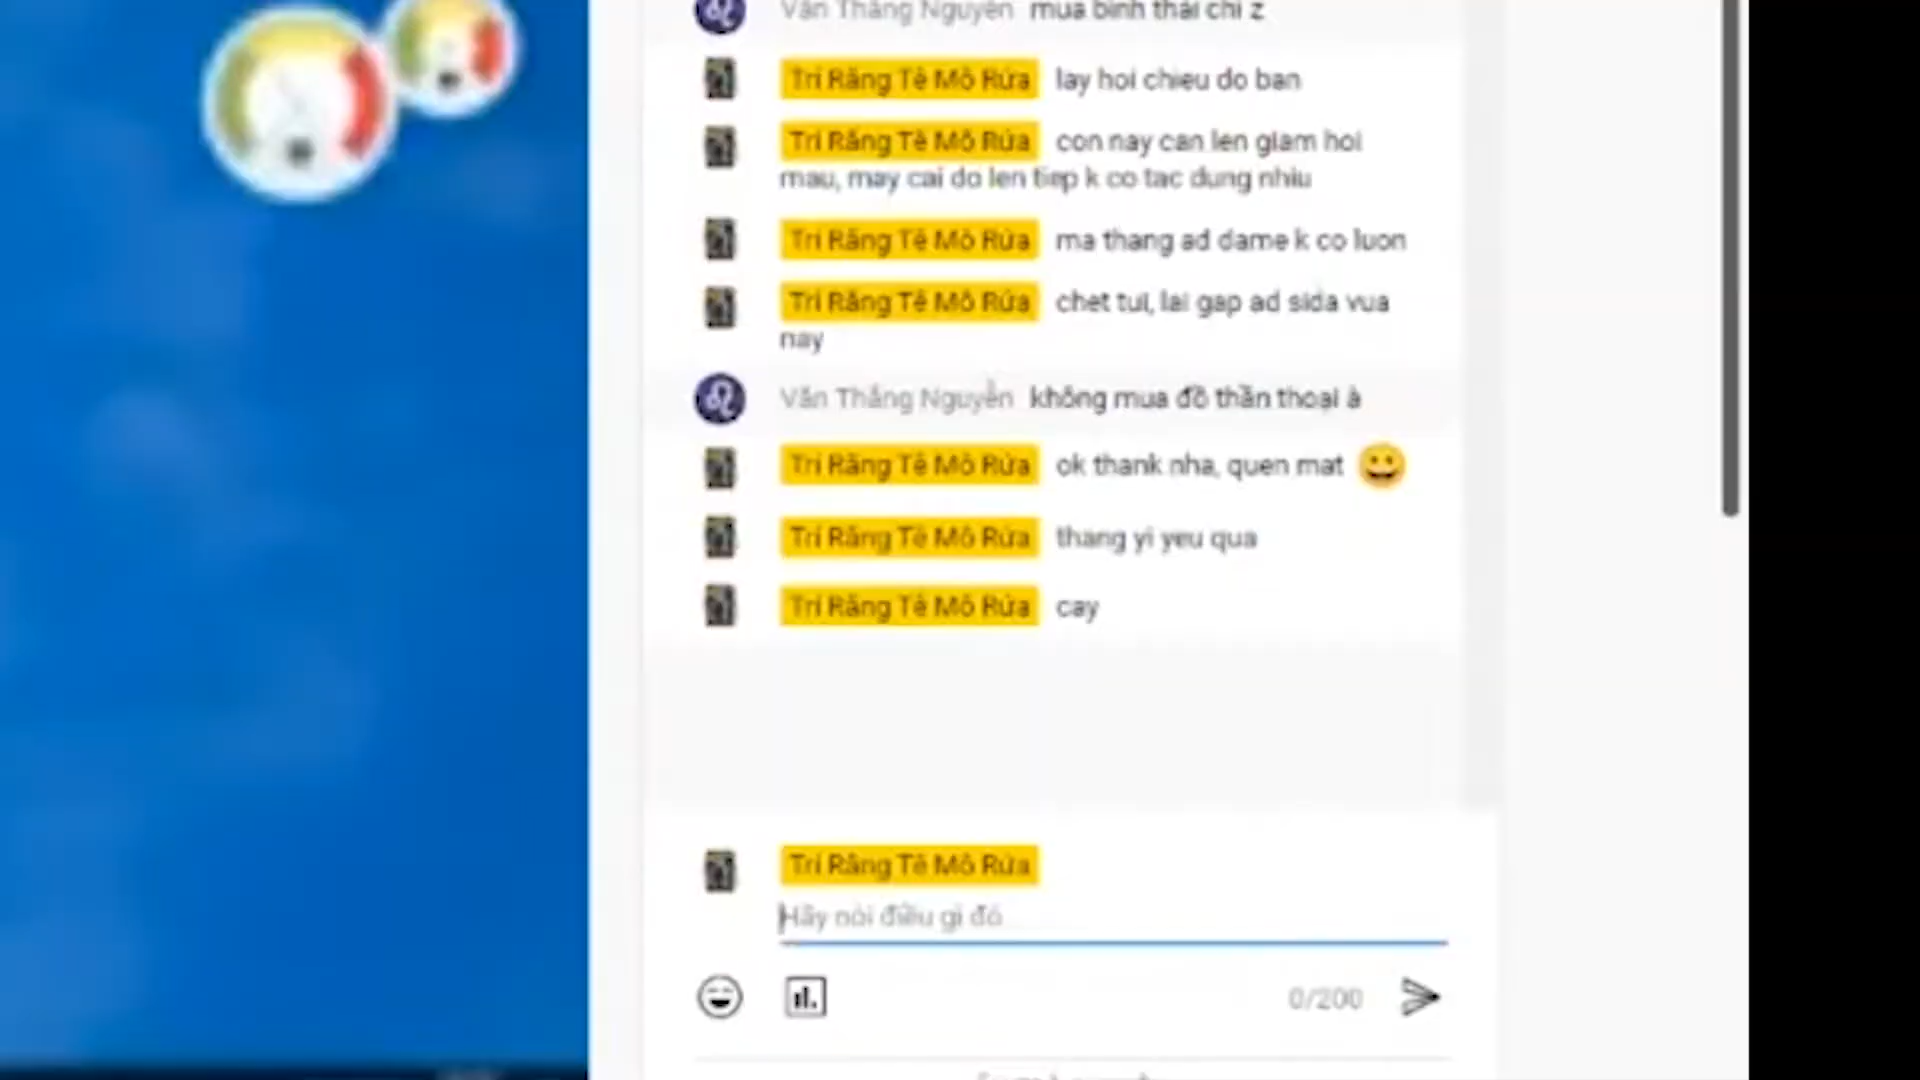 Văn Thắng Nguyễn mua bình thái chi z
Trí Răng Tê Mô Rứa lay hoi chieu do ban
Trí Răng Tê Mô Rứa con nay can len giam hoi
mau, may cai do len tiep k co tac dung nhiu
Trí Răng Tê Mô Rứa ma thang ad dame k co luon
Trí Răng Tê Mô Rứa chet tui, lai gap ad sida vua
nay
Văn Thắng Nguyễn không mua đồ thần thoại à
Trí Răng Tê Mô Rứa ok thank nha, quen mat 😀
Trí Răng Tê Mô Rứa thang yi yeu qua
Trí Răng Tê Mô Rứa cay
Trí Răng Tê Mô Rứa
Hãy nói điều gì đó
0/200